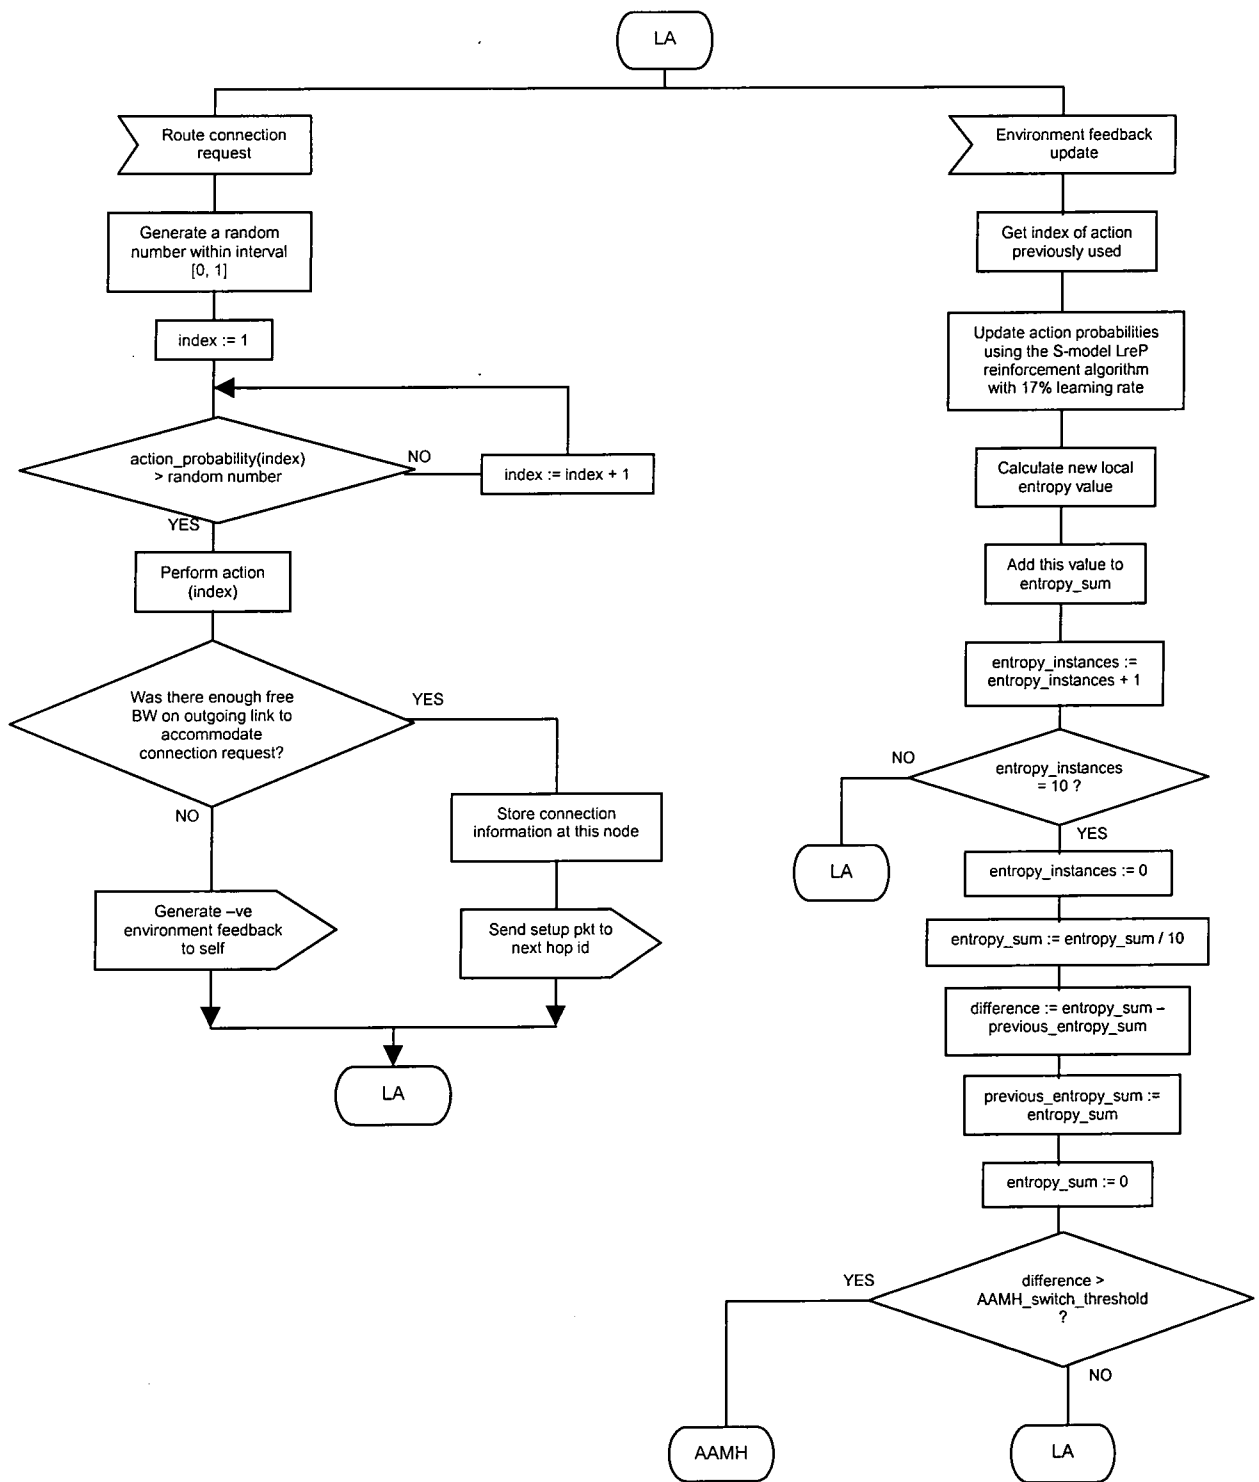 LA
Route connection
request
Generate a random
number within interval
[0, 1]
index := 1
action_probability(index)
> random number
NO
index := index + 1
YES
Perform action
(index)
Was there enough free
BW on outgoing link to
accommodate
connection request?
YES
NO
Store connection
information at this node
Generate –ve
environment feedback
to self
Send setup pkt to
next hop id
LA
Environment feedback
update
Get index of action
previously used
Update action probabilities
using the S-model LreP
reinforcement algorithm
with 17% learning rate
Calculate new local
entropy value
Add this value to
entropy_sum
entropy_instances :=
entropy_instances + 1
NO
entropy_instances
= 10 ?
YES
LA
entropy_instances := 0
entropy_sum := entropy_sum / 10
difference := entropy_sum –
previous_entropy_sum
previous_entropy_sum :=
entropy_sum
entropy_sum := 0
YES
difference >
AAMH_switch_threshold
?
NO
AAMH
LA